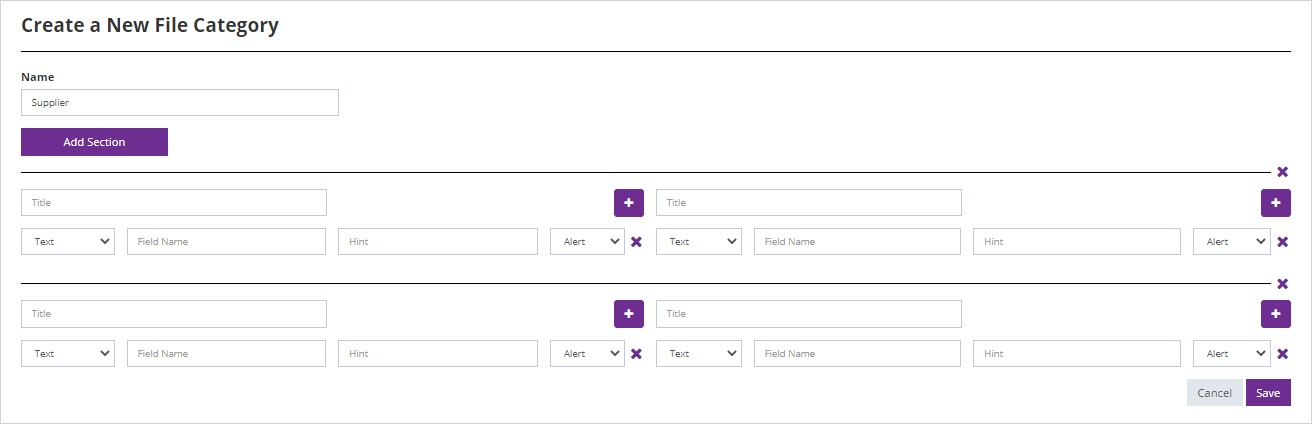 Create a New File Category
Name
Supplier
Add Section
Title Title
Text Field Name Hint Alert Text Field Name Hint Alert
Title Title
Text Field Name Hint Alert Text Field Name Hint Alert
Cancel Save